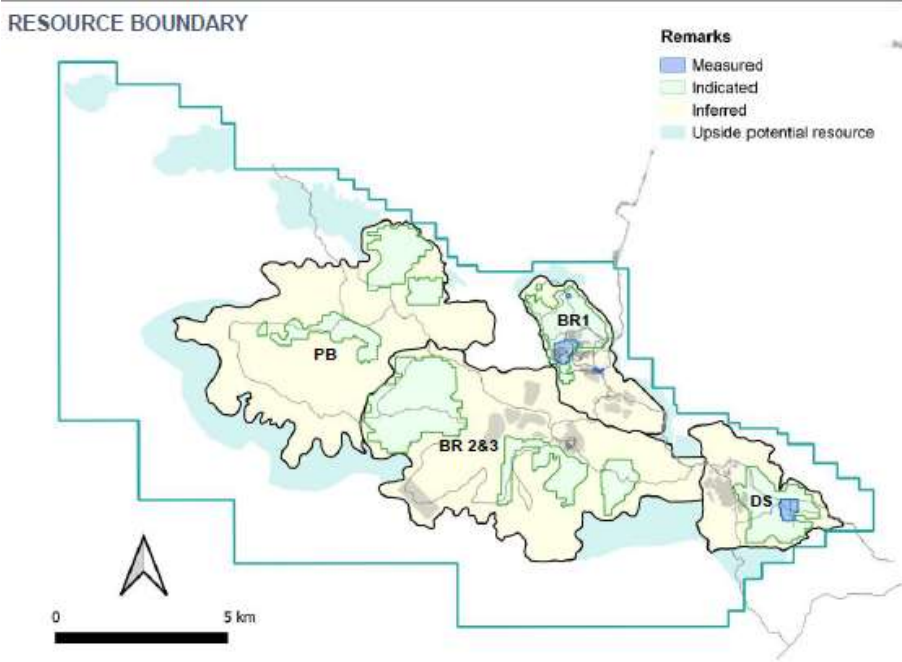 RESOURCE BOUNDARY
Remarks
Measured
Indicated
Inferred
Upside potential resource
BR1
PB
BR 2&3
DS
0 5 km